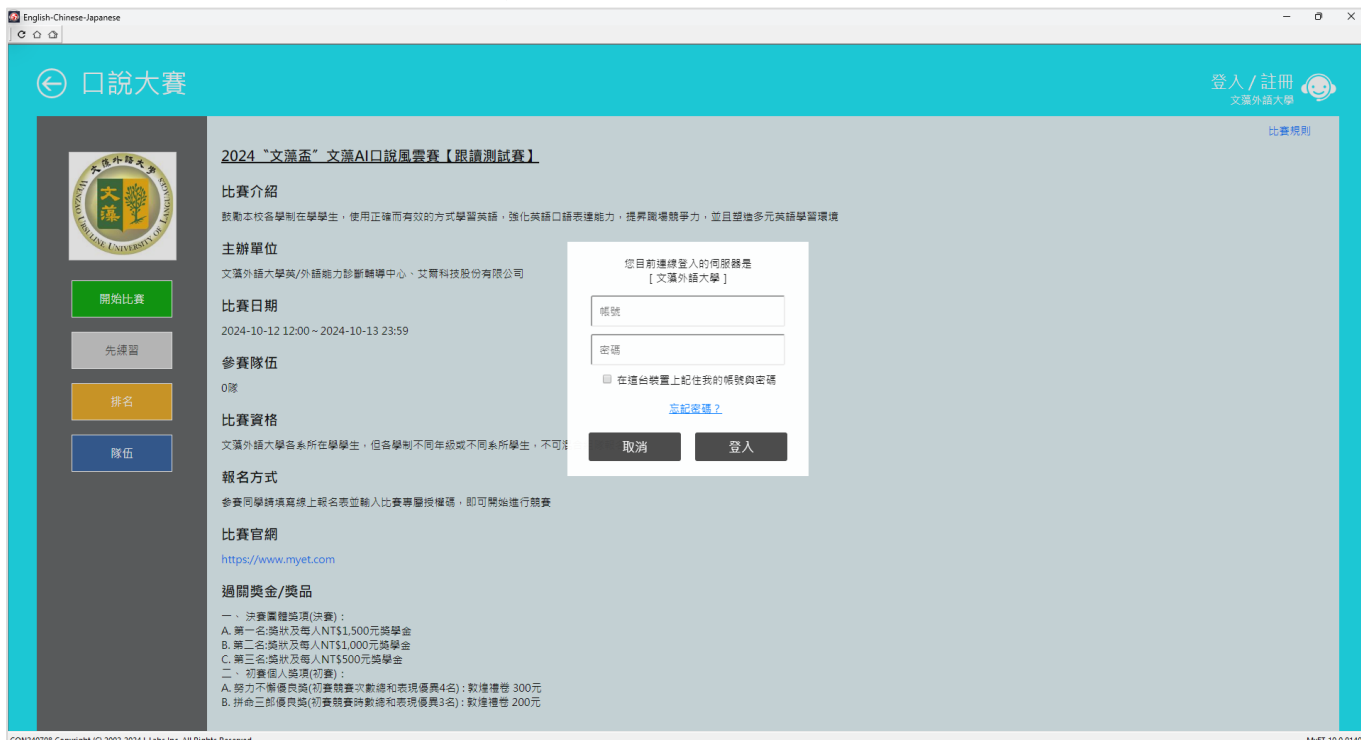 English-Chinese-Japanese
口說大賽
登入 / 註冊
文藻外語大學
比賽規則
文藻外語大學
文藻
WENZAO URSULINE UNIVERSITY OF LANGUAGES
開始比賽
先練習
排名
隊伍
2024〝文藻盃〞文藻AI口說風雲賽【跟讀測試賽】
比賽介紹
鼓勵本校各學制在學學生,使用正確而有效的方式學習英語,強化英語口語表達能力,提昇職場競爭力,並且塑造多元英語學習環境
主辦單位
文藻外語大學英/外語能力診斷輔導中心、艾爾科技股份有限公司
比賽日期
2024-10-12 12:00 ~ 2024-10-13 23:59
參賽隊伍
0隊
比賽資格
文藻外語大學各系所在學學生,但各學制不同年級或不同系所學生,不可
報名方式
參賽同學請填寫線上報名表並輸入比賽專屬授權碼,即可開始進行競賽
比賽官網
https://www.myet.com
過關獎金/獎品
一、 決賽團體獎項(決賽):
A. 第一名:獎狀及每人NT$1,500元獎學金
B. 第二名:獎狀及每人NT$1,000元獎學金
C. 第三名:獎狀及每人NT$500元獎學金
二、 初賽個人獎項(初賽):
A. 努力不懈優良獎(初賽競賽次數總和表現優異4名) : 敦煌禮卷 300元
B. 拼命三郎優良獎(初賽競賽時數總和表現優異3名) : 敦煌禮卷 200元
您目前連線登入的伺服器是
[ 文藻外語大學 ]
帳號
密碼
在這台裝置上記住我的帳號與密碼
忘記密碼？
取消
登入